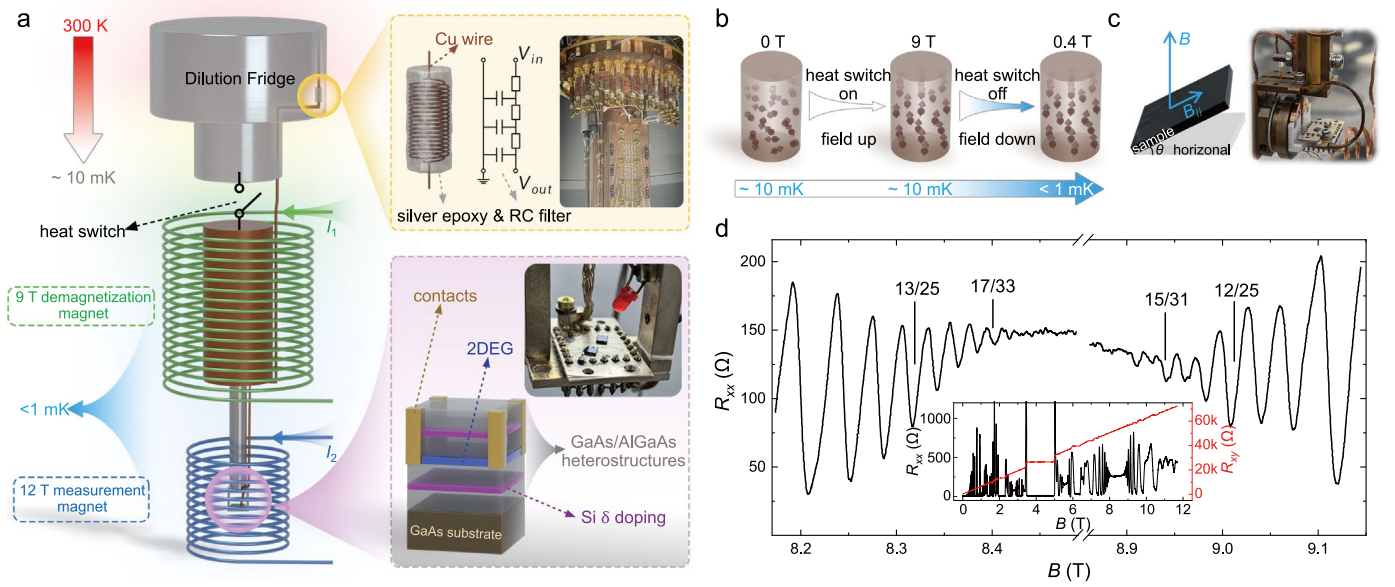 a
300 K
~ 10 mK
Dilution Fridge
heat switch
I1
9 T demagnetization
magnet
<1 mK
I2
12 T measurement
magnet
Cu wire
Vin
Vout
silver epoxy & RC filter
contacts
2DEG
GaAs/AlGaAs
heterostructures
Si δ doping
GaAs substrate
b
0 T
9 T
0.4 T
heat switch
on
field up
heat switch
off
field down
~ 10 mK
~ 10 mK
< 1 mK
c
B
B//
sample
θ horizonal
d
Rxx (Ω)
200
150
100
50
13/25
17/33
15/31
12/25
8.2
8.3
8.4
8.9
9.0
9.1
B (T)
Rxx (Ω)
1000
500
0
0
2
4
6
8
10
12
B (T)
60k
40k
20k
0
Rxy (Ω)